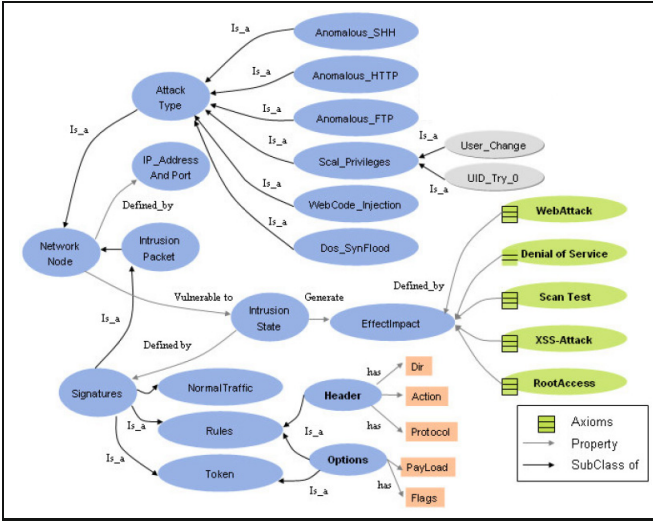 Is_a
Anomalous_SHH
Is_a
Anomalous_HTTP
Attack
Type
Is_a
Anomalous_FTP
Is_a
Is_a
User_Change
Is_a
Scal_Privileges
IP_Address
And Port
Is_a
UID_Try_0
Is_a
WebCode_Injection
WebAttack
Defined_by
Is_a
Network
Node
Intrusion
Packet
Dos_SynFlood
Denial of Service
Defined_by
Vulnerable to
Intrusion
State
Generate
Scan Test
Is_a
EffectImpact
XSS-Attack
Defined by
has
Dir
RootAccess
Signatures
NormalTraffic
Header
Action
Is_a
Rules
Is_a
has
Protocol
Axioms
Property
SubClass of
Is_a
Token
Options
PayLoad
Is_a
has
Flags